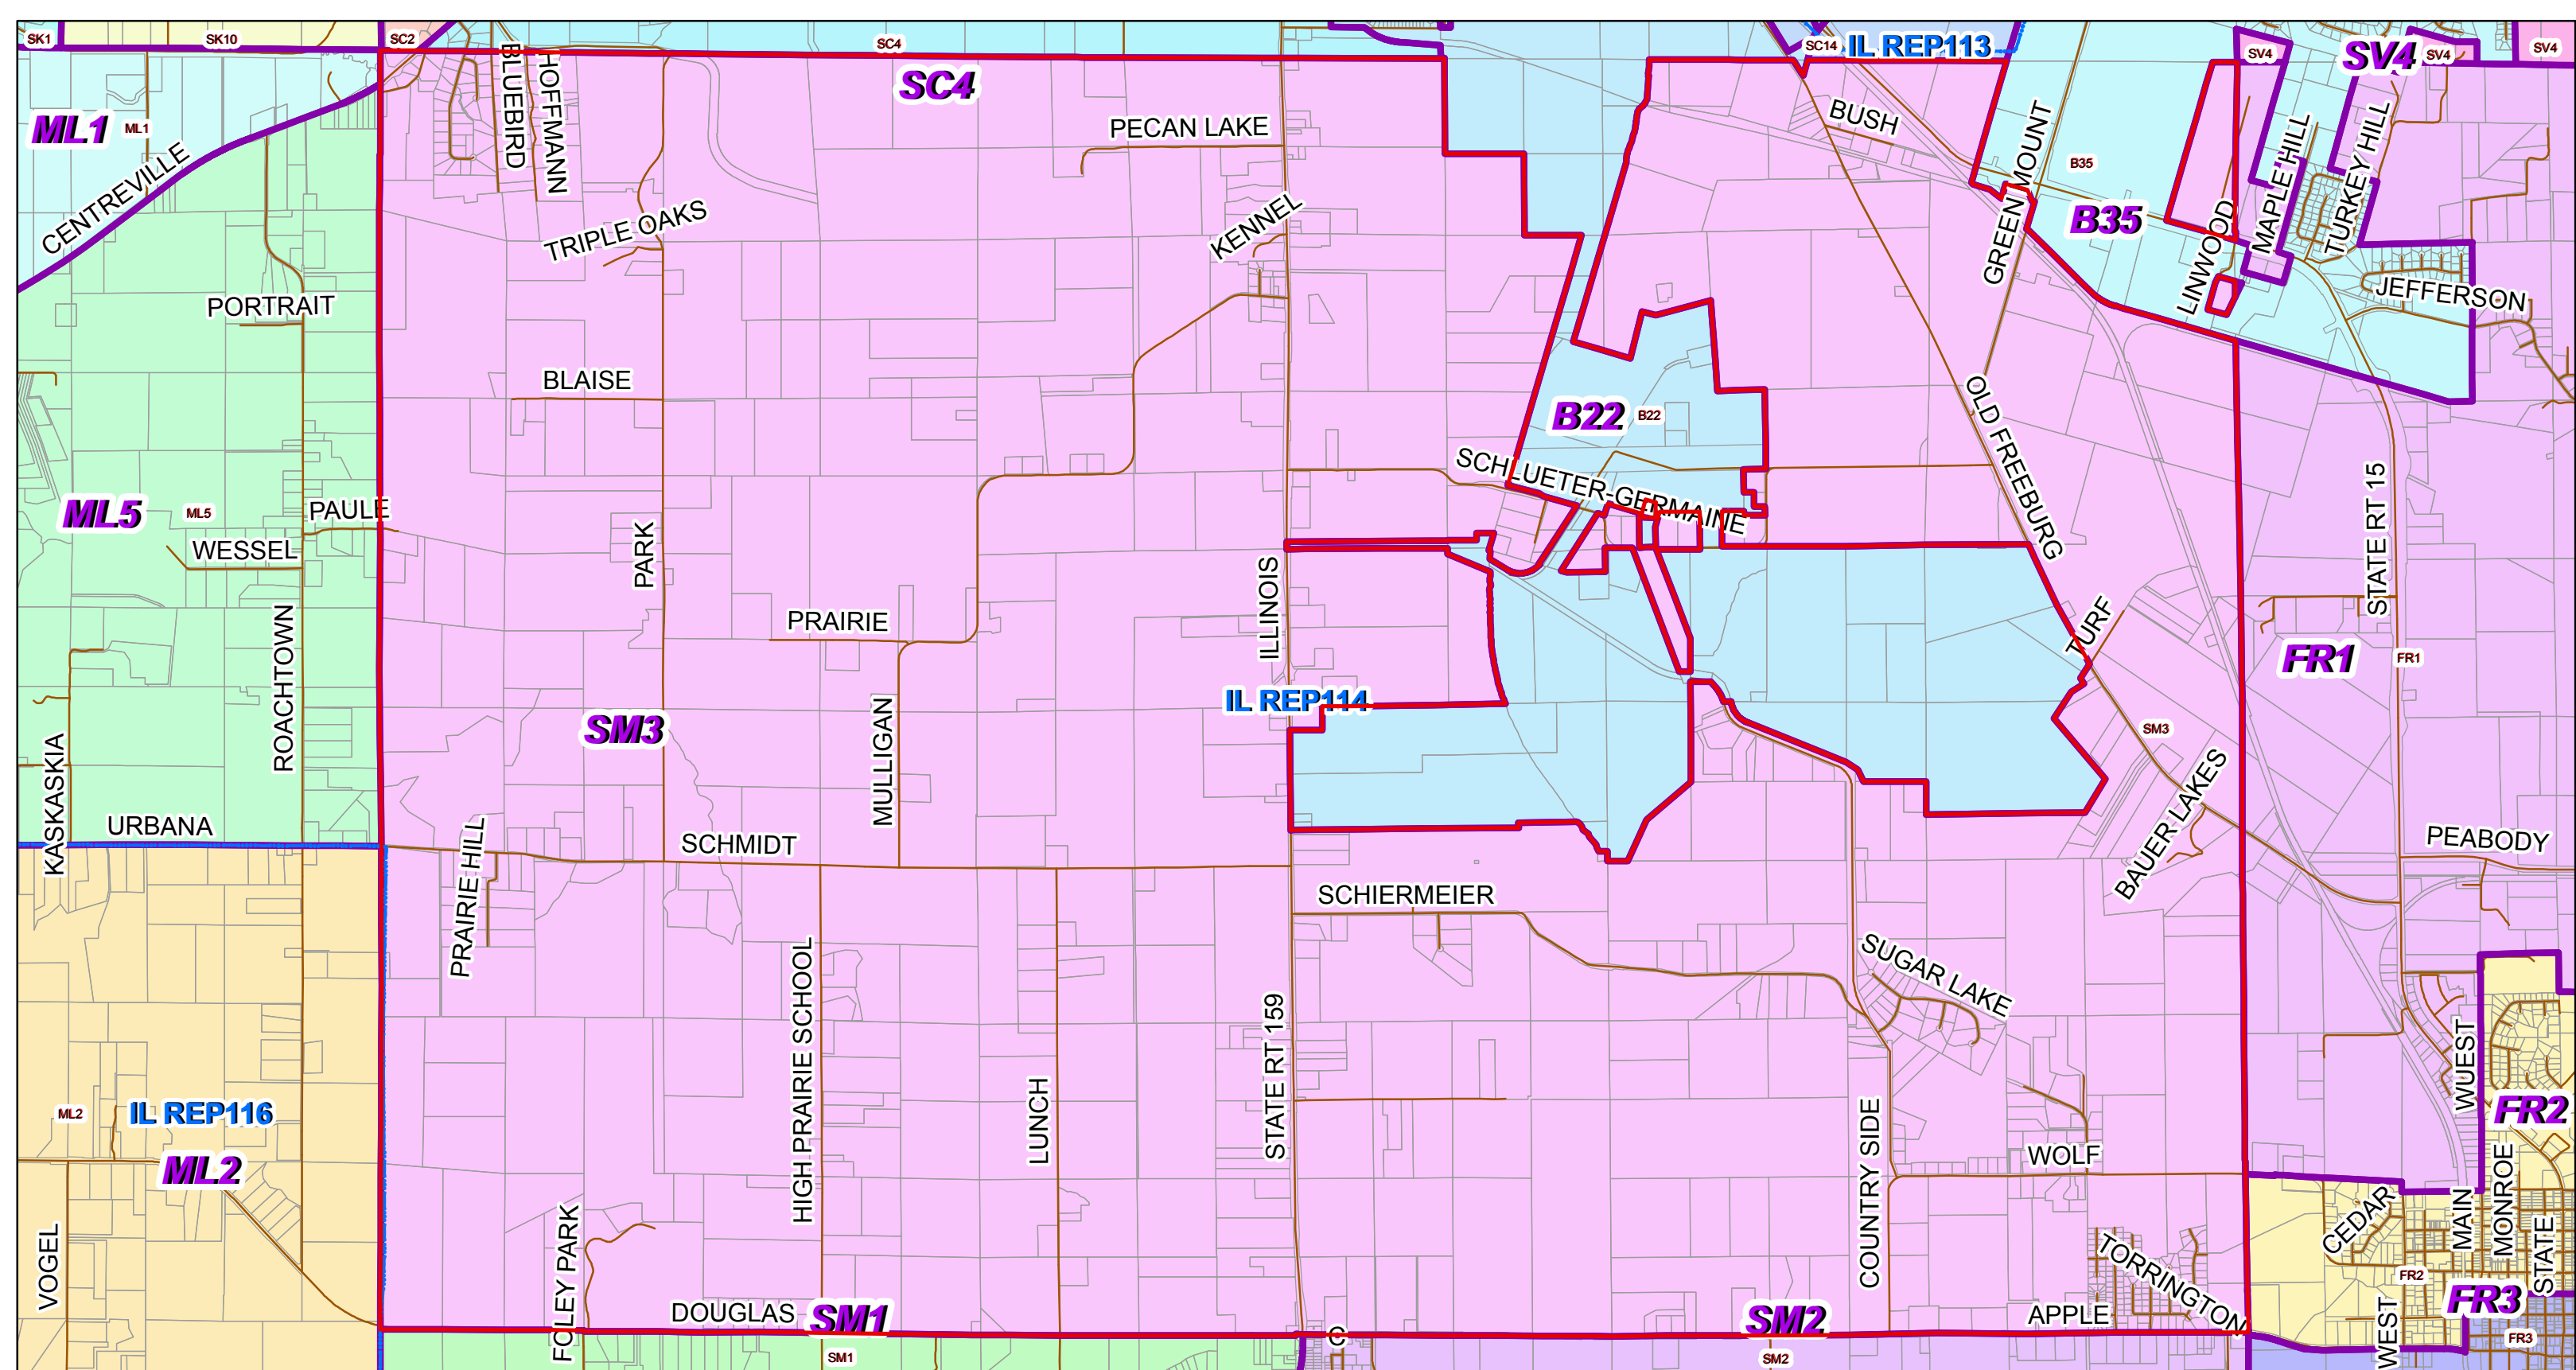 SK1
SK10
SC2
SC4
SC14
IL REP113
SV4
SV4
SV4
SV4
SC4
BLUEBIRD
HOFFMANN
ML1
ML1
PECAN LAKE
BUSH
GREEN MOUNT
B35
MAPLE HILL
TURKEY HILL
CENTREVILLE
TRIPLE OAKS
KENNEL
B35
LINWOOD
JEFFERSON
PORTRAIT
BLAISE
B22
B22
OLD FREEBURG
SCHLUETER-GERMAINE
STATE RT 15
ML5
ML5
PAULE
WESSEL
PARK
PRAIRIE
ILLINOIS
TURF
FR1
FR1
ROACHTOWN
IL REP114
SM3
SM3
MULLIGAN
KASKASKIA
URBANA
SCHMIDT
BAUER LAKES
PEABODY
PRAIRIE HILL
SCHIERMEIER
HIGH PRAIRIE SCHOOL
SUGAR LAKE
STATE RT 159
LUNCH
WUEST
ML2
IL REP116
ML2
FR2
COUNTRY SIDE
WOLF
VOGEL
FOLEY PARK
CEDAR
MAIN
MONROE
STATE
TORRINGTON
FR2
FR3
DOUGLAS
SM1
SM2
APPLE
WEST
FR3
SM1
SM2